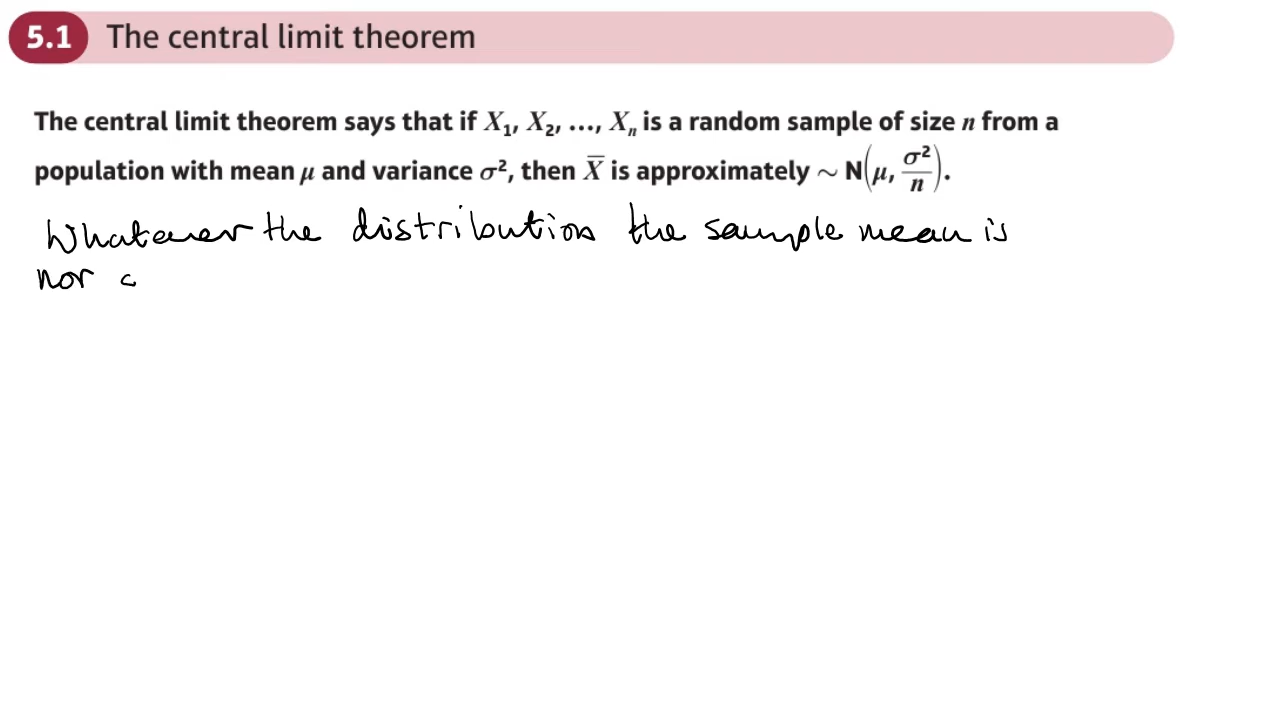 5.1 The central limit theorem
The central limit theorem says that if X₁, X₂, ..., Xₙ is a random sample of size n from a
population with mean μ and variance σ², then X̅ is approximately ~ N(μ, σ²/n).
Whatever the distribution the sample mean is
nor